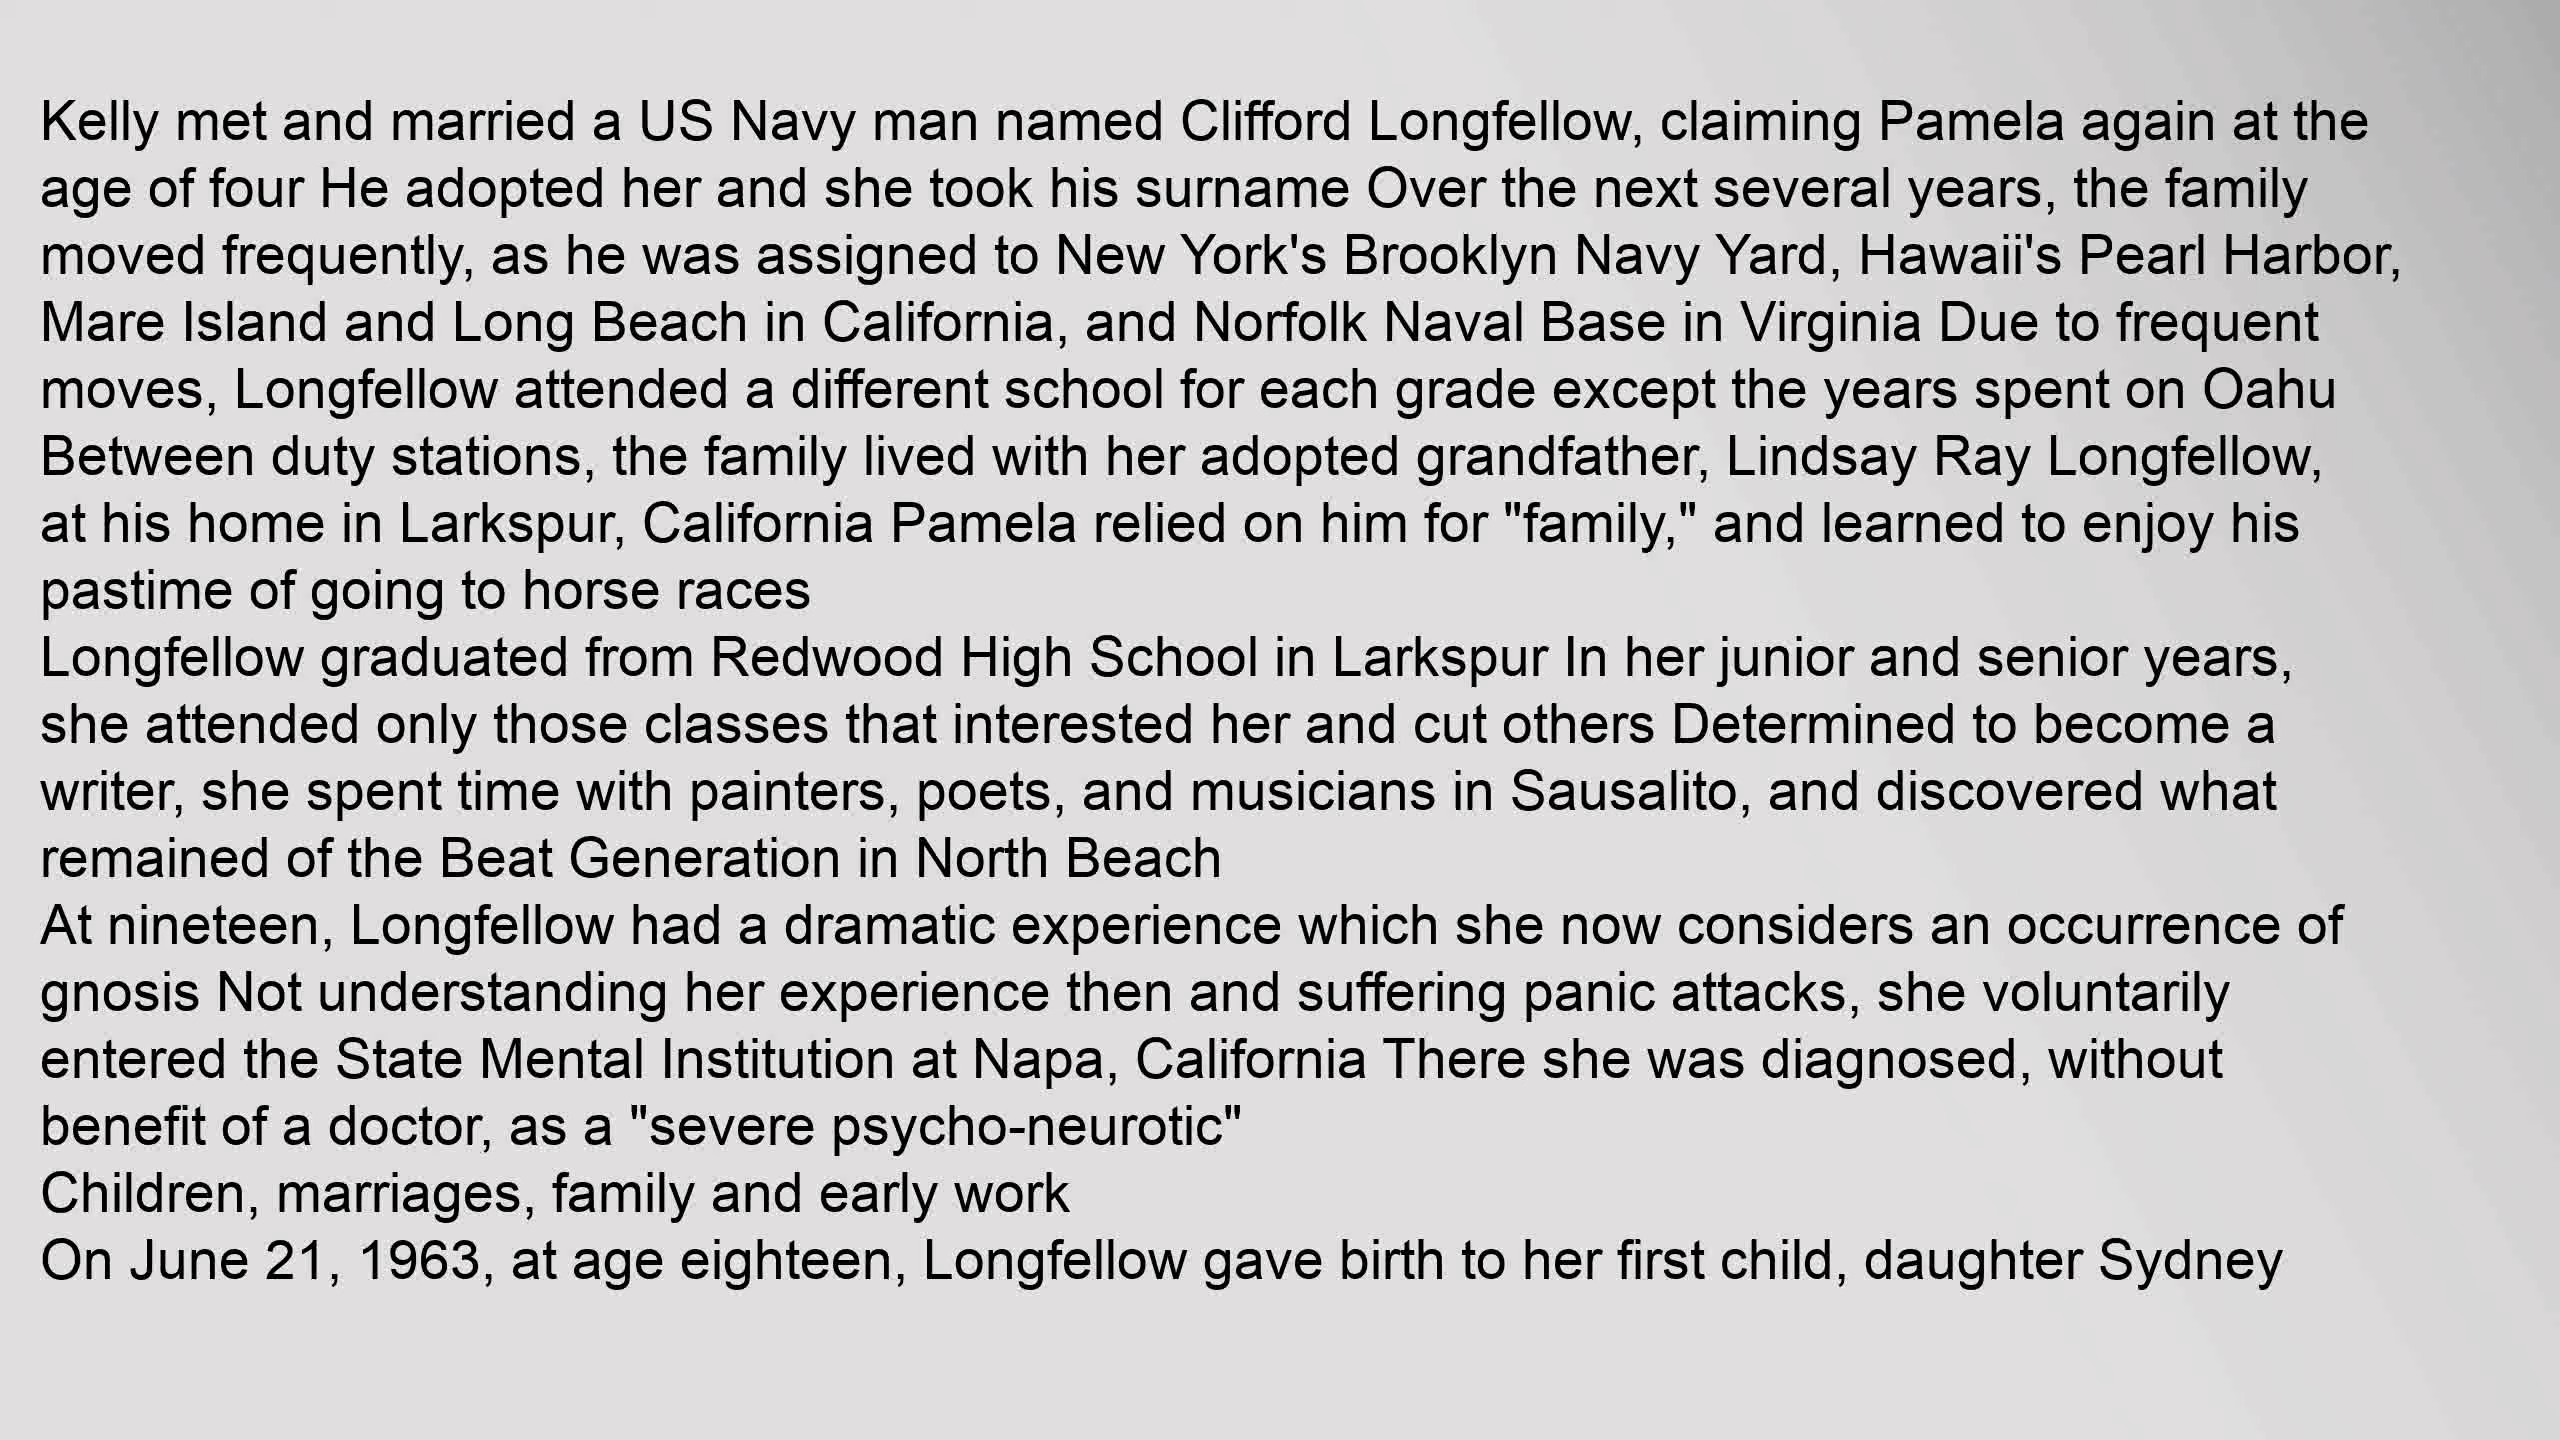 Kelly met and married a US Navy man named Clifford Longfellow, claiming Pamela again at the
age of four He adopted her and she took his surname Over the next several years, the family
moved frequently, as he was assigned to New York's Brooklyn Navy Yard, Hawaii's Pearl Harbor,
Mare Island and Long Beach in California, and Norfolk Naval Base in Virginia Due to frequent
moves, Longfellow attended a different school for each grade except the years spent on Oahu
Between duty stations, the family lived with her adopted grandfather, Lindsay Ray Longfellow,
at his home in Larkspur, California Pamela relied on him for "family," and learned to enjoy his
pastime of going to horse races
Longfellow graduated from Redwood High School in Larkspur In her junior and senior years,
she attended only those classes that interested her and cut others Determined to become a
writer, she spent time with painters, poets, and musicians in Sausalito, and discovered what
remained of the Beat Generation in North Beach
At nineteen, Longfellow had a dramatic experience which she now considers an occurrence of
gnosis Not understanding her experience then and suffering panic attacks, she voluntarily
entered the State Mental Institution at Napa, California There she was diagnosed, without
benefit of a doctor, as a "severe psycho-neurotic"
Children, marriages, family and early work
On June 21, 1963, at age eighteen, Longfellow gave birth to her first child, daughter Sydney